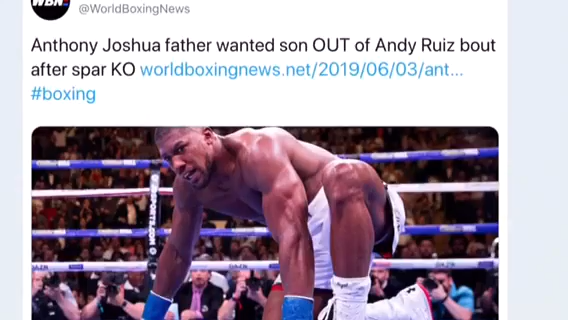 WBN
@WorldBoxingNews
Anthony Joshua father wanted son OUT of Andy Ruiz bout
after spar KO worldboxingnews.net/2019/06/03/ant...
#boxing